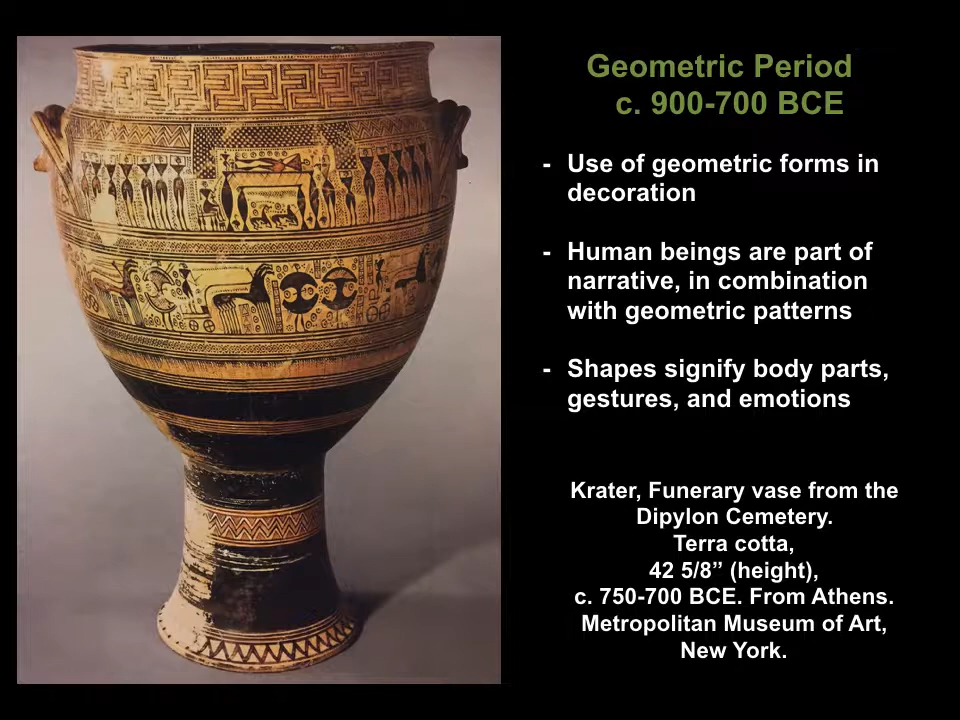 Geometric Period
c. 900-700 BCE
- Use of geometric forms in
decoration
- Human beings are part of
narrative, in combination
with geometric patterns
- Shapes signify body parts,
gestures, and emotions
Krater, Funerary vase from the
Dipylon Cemetery.
Terra cotta,
42 5/8” (height),
c. 750-700 BCE. From Athens.
Metropolitan Museum of Art,
New York.